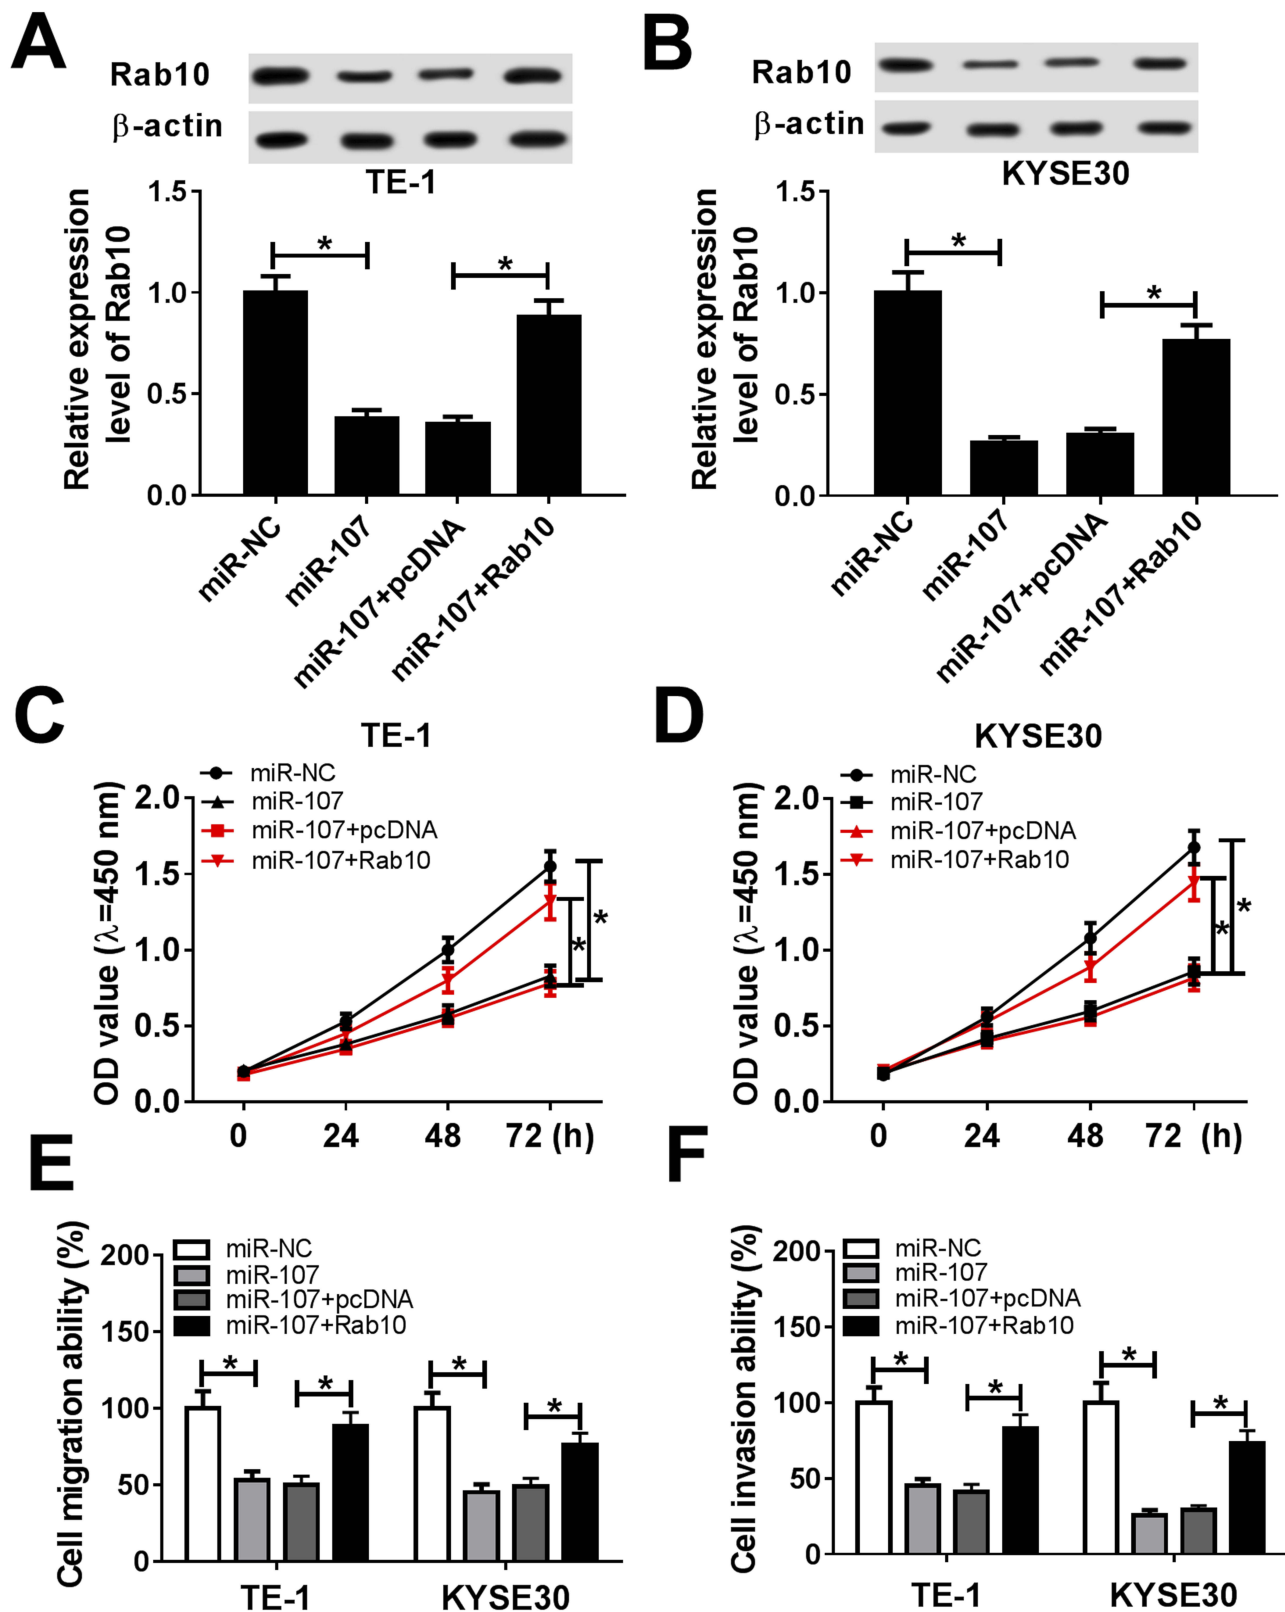 A
Rab10
β-actin
TE-1
Relative expression
level of Rab10
1.5
1.0
0.5
0.0
*
*
miR-NC
miR-107
miR-107+pcDNA
miR-107+Rab10
B
Rab10
β-actin
KYSE30
Relative expression
level of Rab10
1.5
1.0
0.5
0.0
*
*
miR-NC
miR-107
miR-107+pcDNA
miR-107+Rab10
C
TE-1
miR-NC
miR-107
miR-107+pcDNA
miR-107+Rab10
OD value (λ=450 nm)
2.0
1.5
1.0
0.5
0.0
*
*
0 24 48 72 (h)
D
KYSE30
miR-NC
miR-107
miR-107+pcDNA
miR-107+Rab10
OD value (λ=450 nm)
2.0
1.5
1.0
0.5
0.0
*
*
0 24 48 72 (h)
E
miR-NC
miR-107
miR-107+pcDNA
miR-107+Rab10
Cell migration ability (%)
200
150
100
50
0
* * * *
TE-1 KYSE30
F
miR-NC
miR-107
miR-107+pcDNA
miR-107+Rab10
Cell invasion ability (%)
200
150
100
50
0
* * * *
TE-1 KYSE30